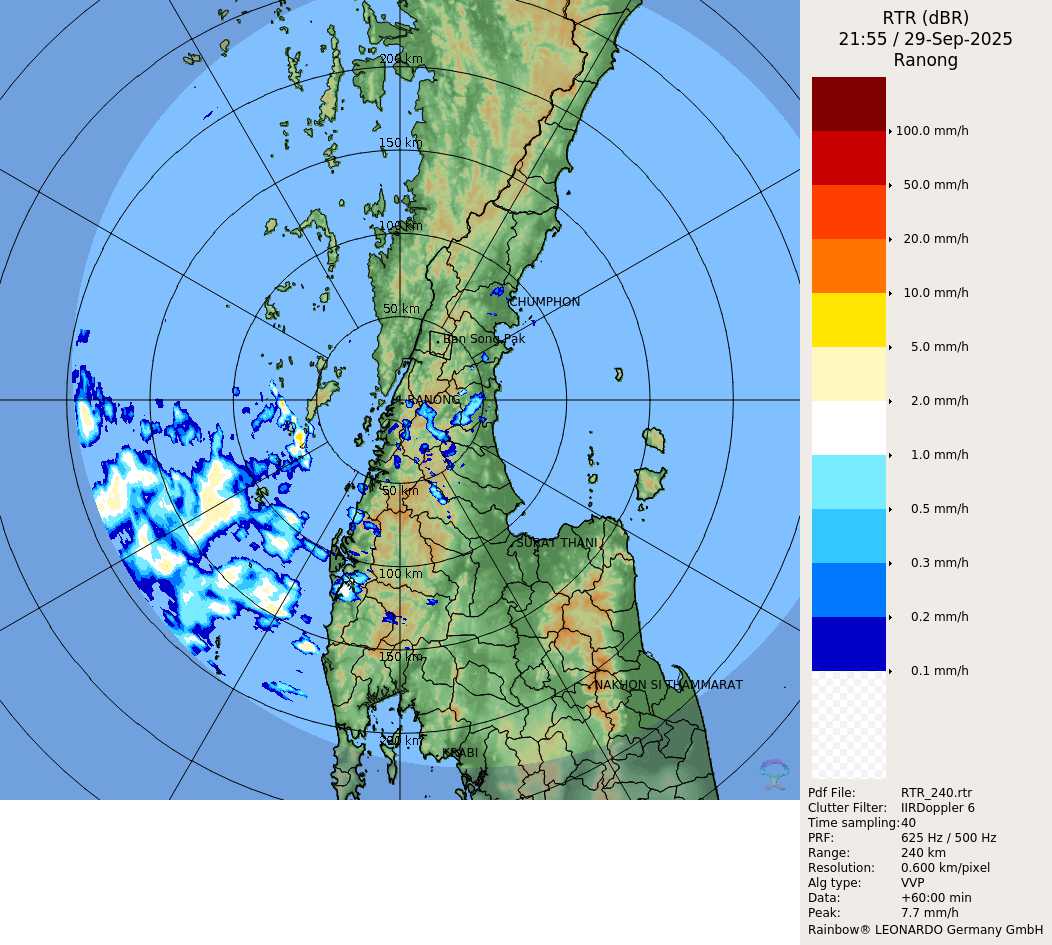 RTR (dBR)
21:55 / 29-Sep-2025
Ranong
100.0 mm/h
50.0 mm/h
20.0 mm/h
10.0 mm/h
5.0 mm/h
2.0 mm/h
1.0 mm/h
0.5 mm/h
0.3 mm/h
0.2 mm/h
0.1 mm/h
Pdf File: RTR_240.rtr
Clutter Filter: IIRDoppler 6
Time sampling:40
PRF: 625 Hz / 500 Hz
Range: 240 km
Resolution: 0.600 km/pixel
Alg type: VVP
Data: +60:00 min
Peak: 7.7 mm/h
Rainbow® LEONARDO Germany GmbH
200 km
150 km
100 km
CHUMPHON
50 km
Ban Song Pak
RANONG
50 km
SURAT THANI
100 km
150 km
NAKHON SI THAMMARAT
200 km
KRABI